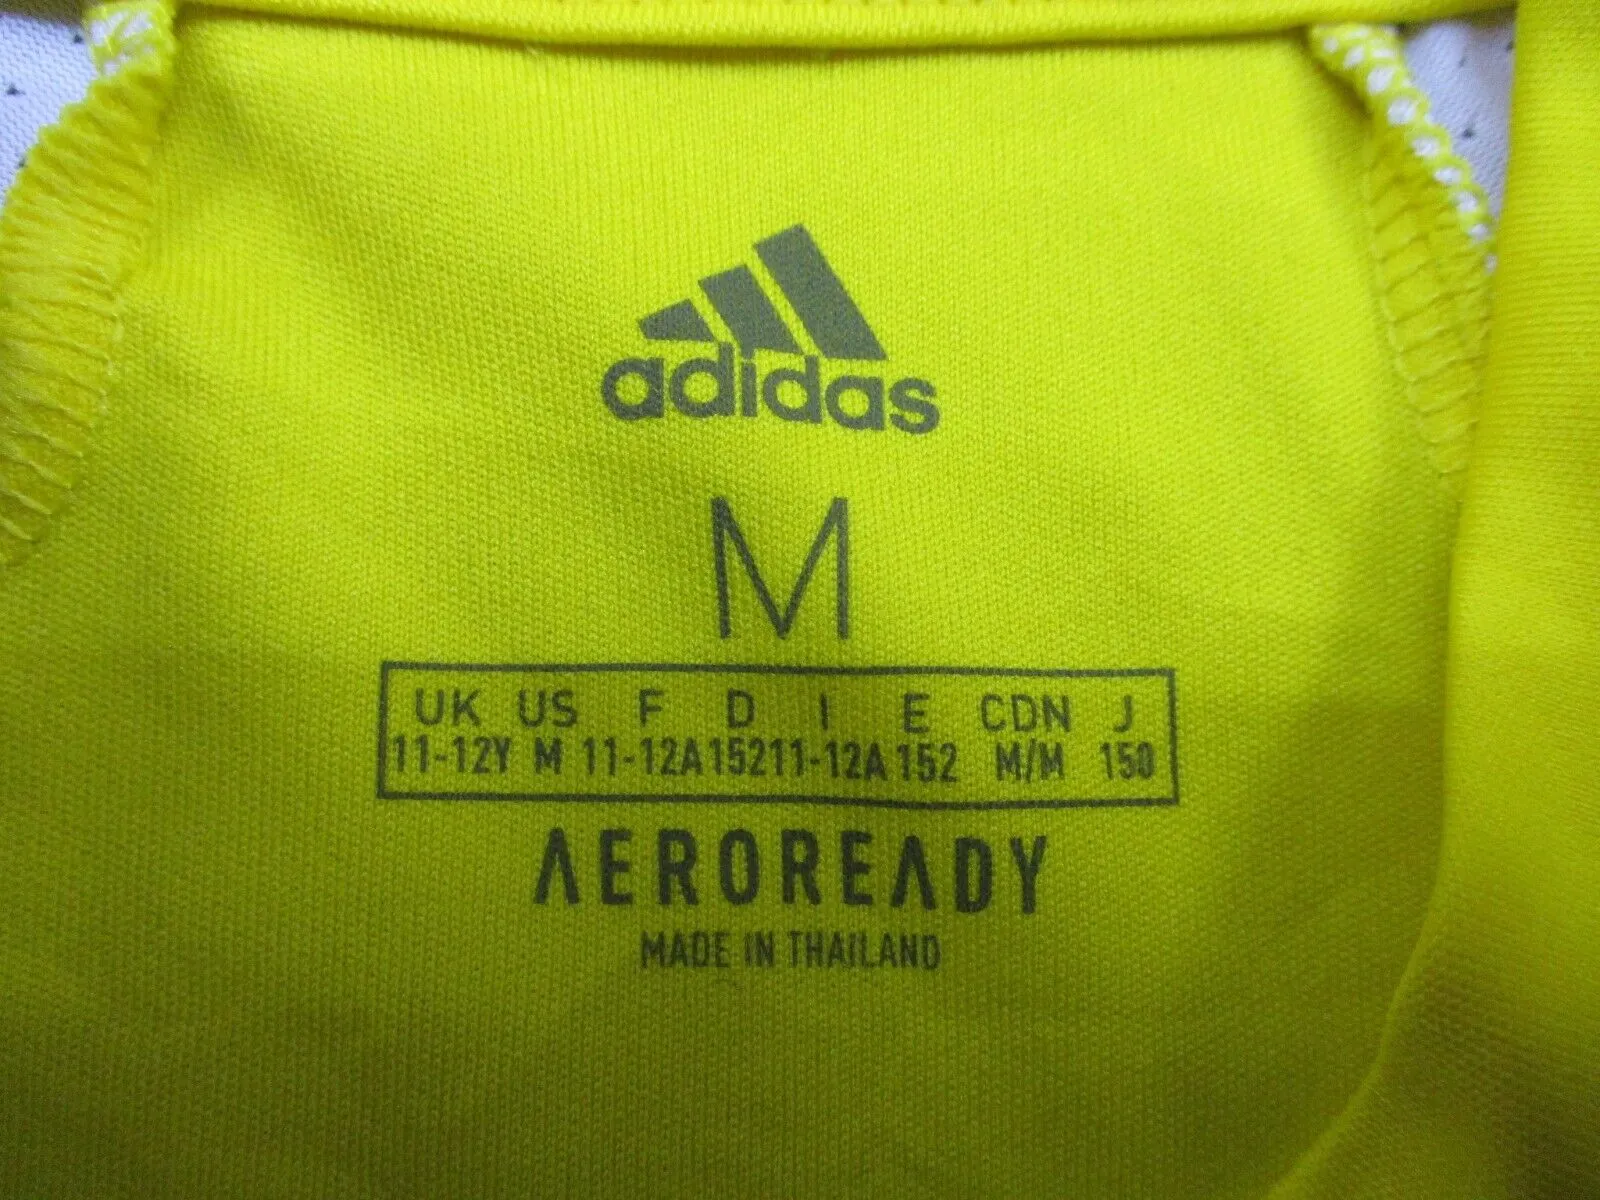 adidas
M
UK US F D I E CDN J
11-12Y M 11-12A 152 11-12A 152 M/M 150
AEROREADY
MADE IN THAILAND